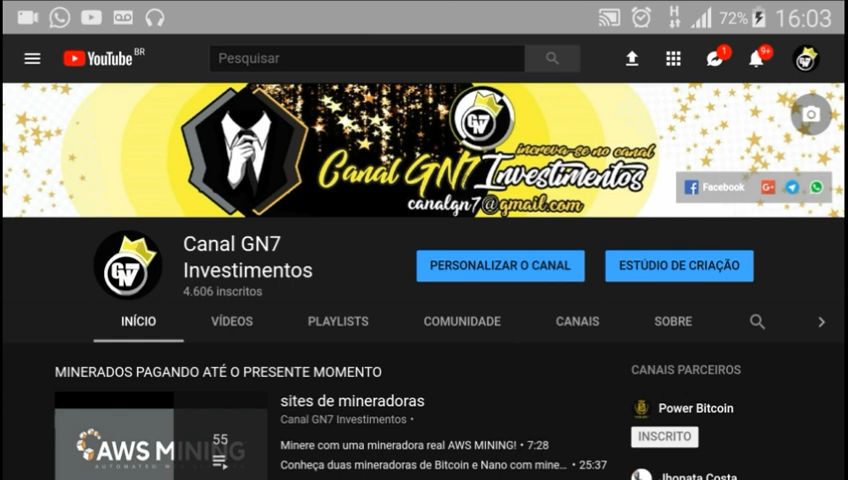 H
72%
16:03
YouTube BR
Pesquisar
1
9+
GN7
increva-se no canal
Canal GN7 Investimentos
canalgn7@gmail.com
Facebook
G+
GN7
Canal GN7
Investimentos
4.606 inscritos
PERSONALIZAR O CANAL
ESTÚDIO DE CRIAÇÃO
INÍCIO
VÍDEOS
PLAYLISTS
COMUNIDADE
CANAIS
SOBRE
MINERADOS PAGANDO ATÉ O PRESENTE MOMENTO
CANAIS PARCEIROS
sites de mineradoras
Canal GN7 Investimentos •
Minere com uma mineradora real AWS MINING! • 7:28
Conheça duas mineradoras de Bitcoin e Nano com mine... • 25:37
AWS MINING
55
Power Bitcoin
INSCRITO
Jhonata Costa